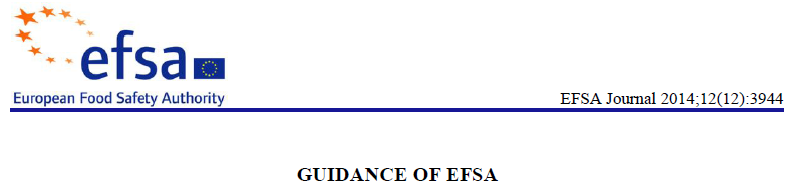 efsa
European Food Safety Authority
EFSA Journal 2014;12(12):3944
GUIDANCE OF EFSA